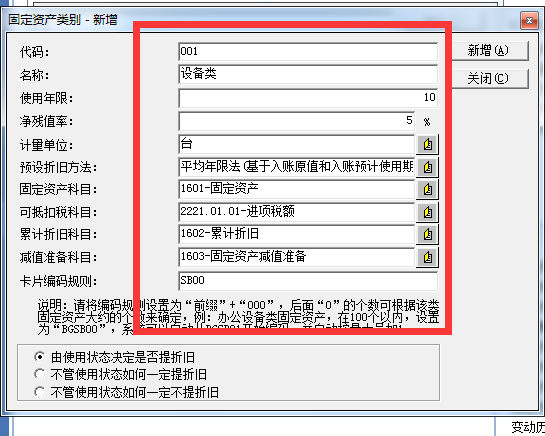 固定资产类别 - 新增
代码： 001 新增(A)
名称： 设备类 关闭(C)
使用年限： 10
净残值率： 5 %
计量单位： 台
预设折旧方法： 平均年限法(基于入账原值和入账预计使用期
固定资产科目： 1601-固定资产
可抵扣税科目： 2221.01.01-进项税额
累计折旧科目： 1602-累计折旧
减值准备科目： 1603-固定资产减值准备
卡片编码规则： SB00
说明：请将编码规则设置为“前缀”+“000”，后面“0”的个数可根据该类
固定资产大约的个数来确定，例：办公设备类固定资产，在100个以内，设置
为“BGSB00”，系
由使用状态决定是否提折旧
不管使用状态如何一定提折旧
不管使用状态如何一定不提折旧
变动历